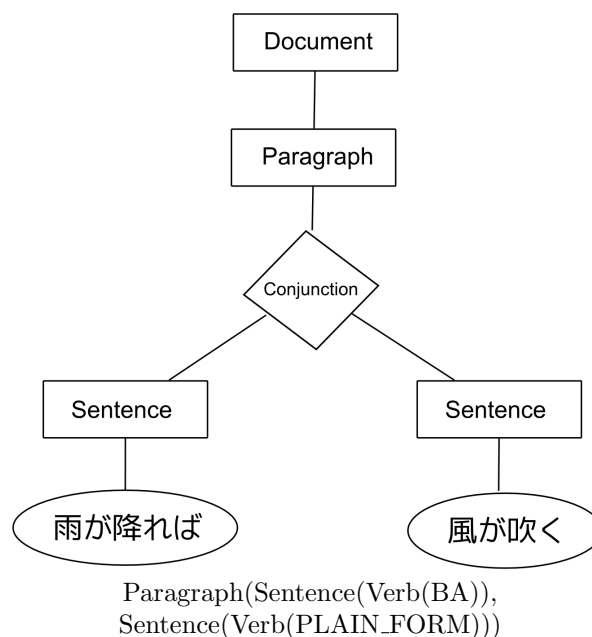 Document
Paragraph
Conjunction
Sentence
Sentence
雨が降れば
風が吹く
Paragraph(Sentence(Verb(BA)),
Sentence(Verb(PLAIN_FORM)))